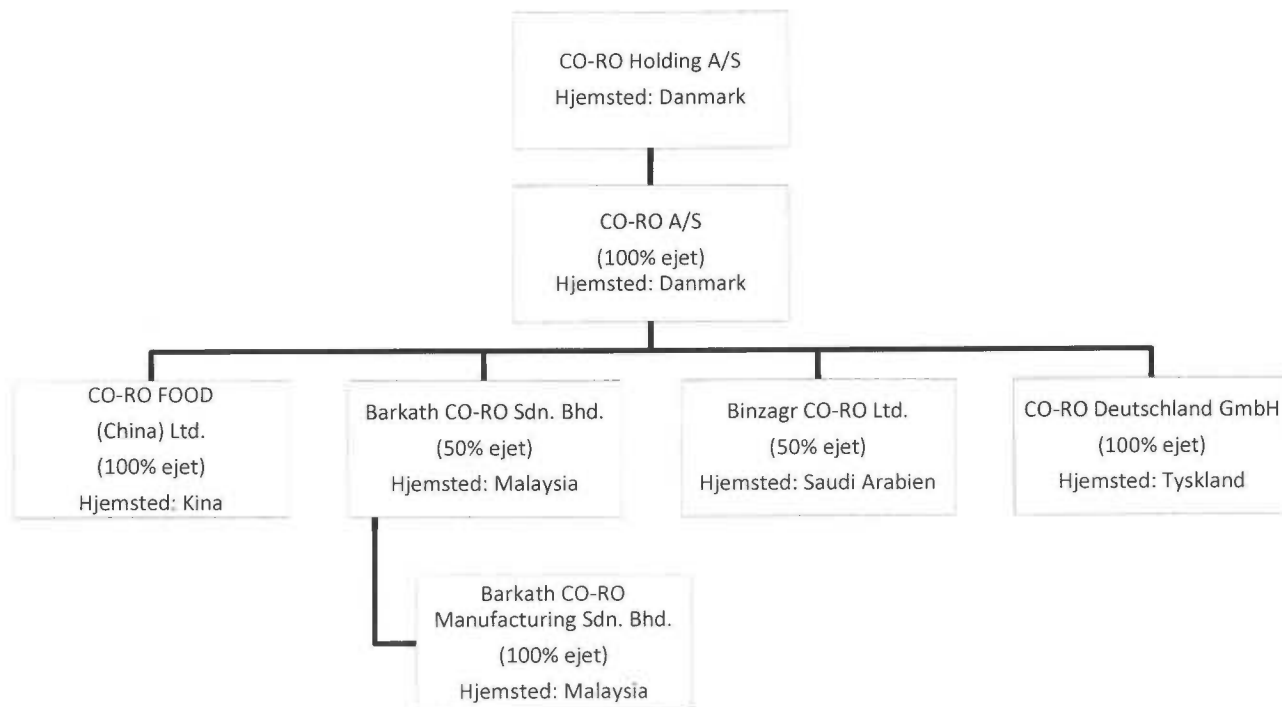 CO-RO Holding A/S
Hjemsted: Danmark
CO-RO A/S
(100% ejet)
Hjemsted: Danmark
CO-RO FOOD
(China) Ltd.
(100% ejet)
Hjemsted: Kina
Barkath CO-RO Sdn. Bhd.
(50% ejet)
Hjemsted: Malaysia
Binzagr CO-RO Ltd.
(50% ejet)
Hjemsted: Saudi Arabien
CO-RO Deutschland GmbH
(100% ejet)
Hjemsted: Tyskland
Barkath CO-RO
Manufacturing Sdn. Bhd.
(100% ejet)
Hjemsted: Malaysia